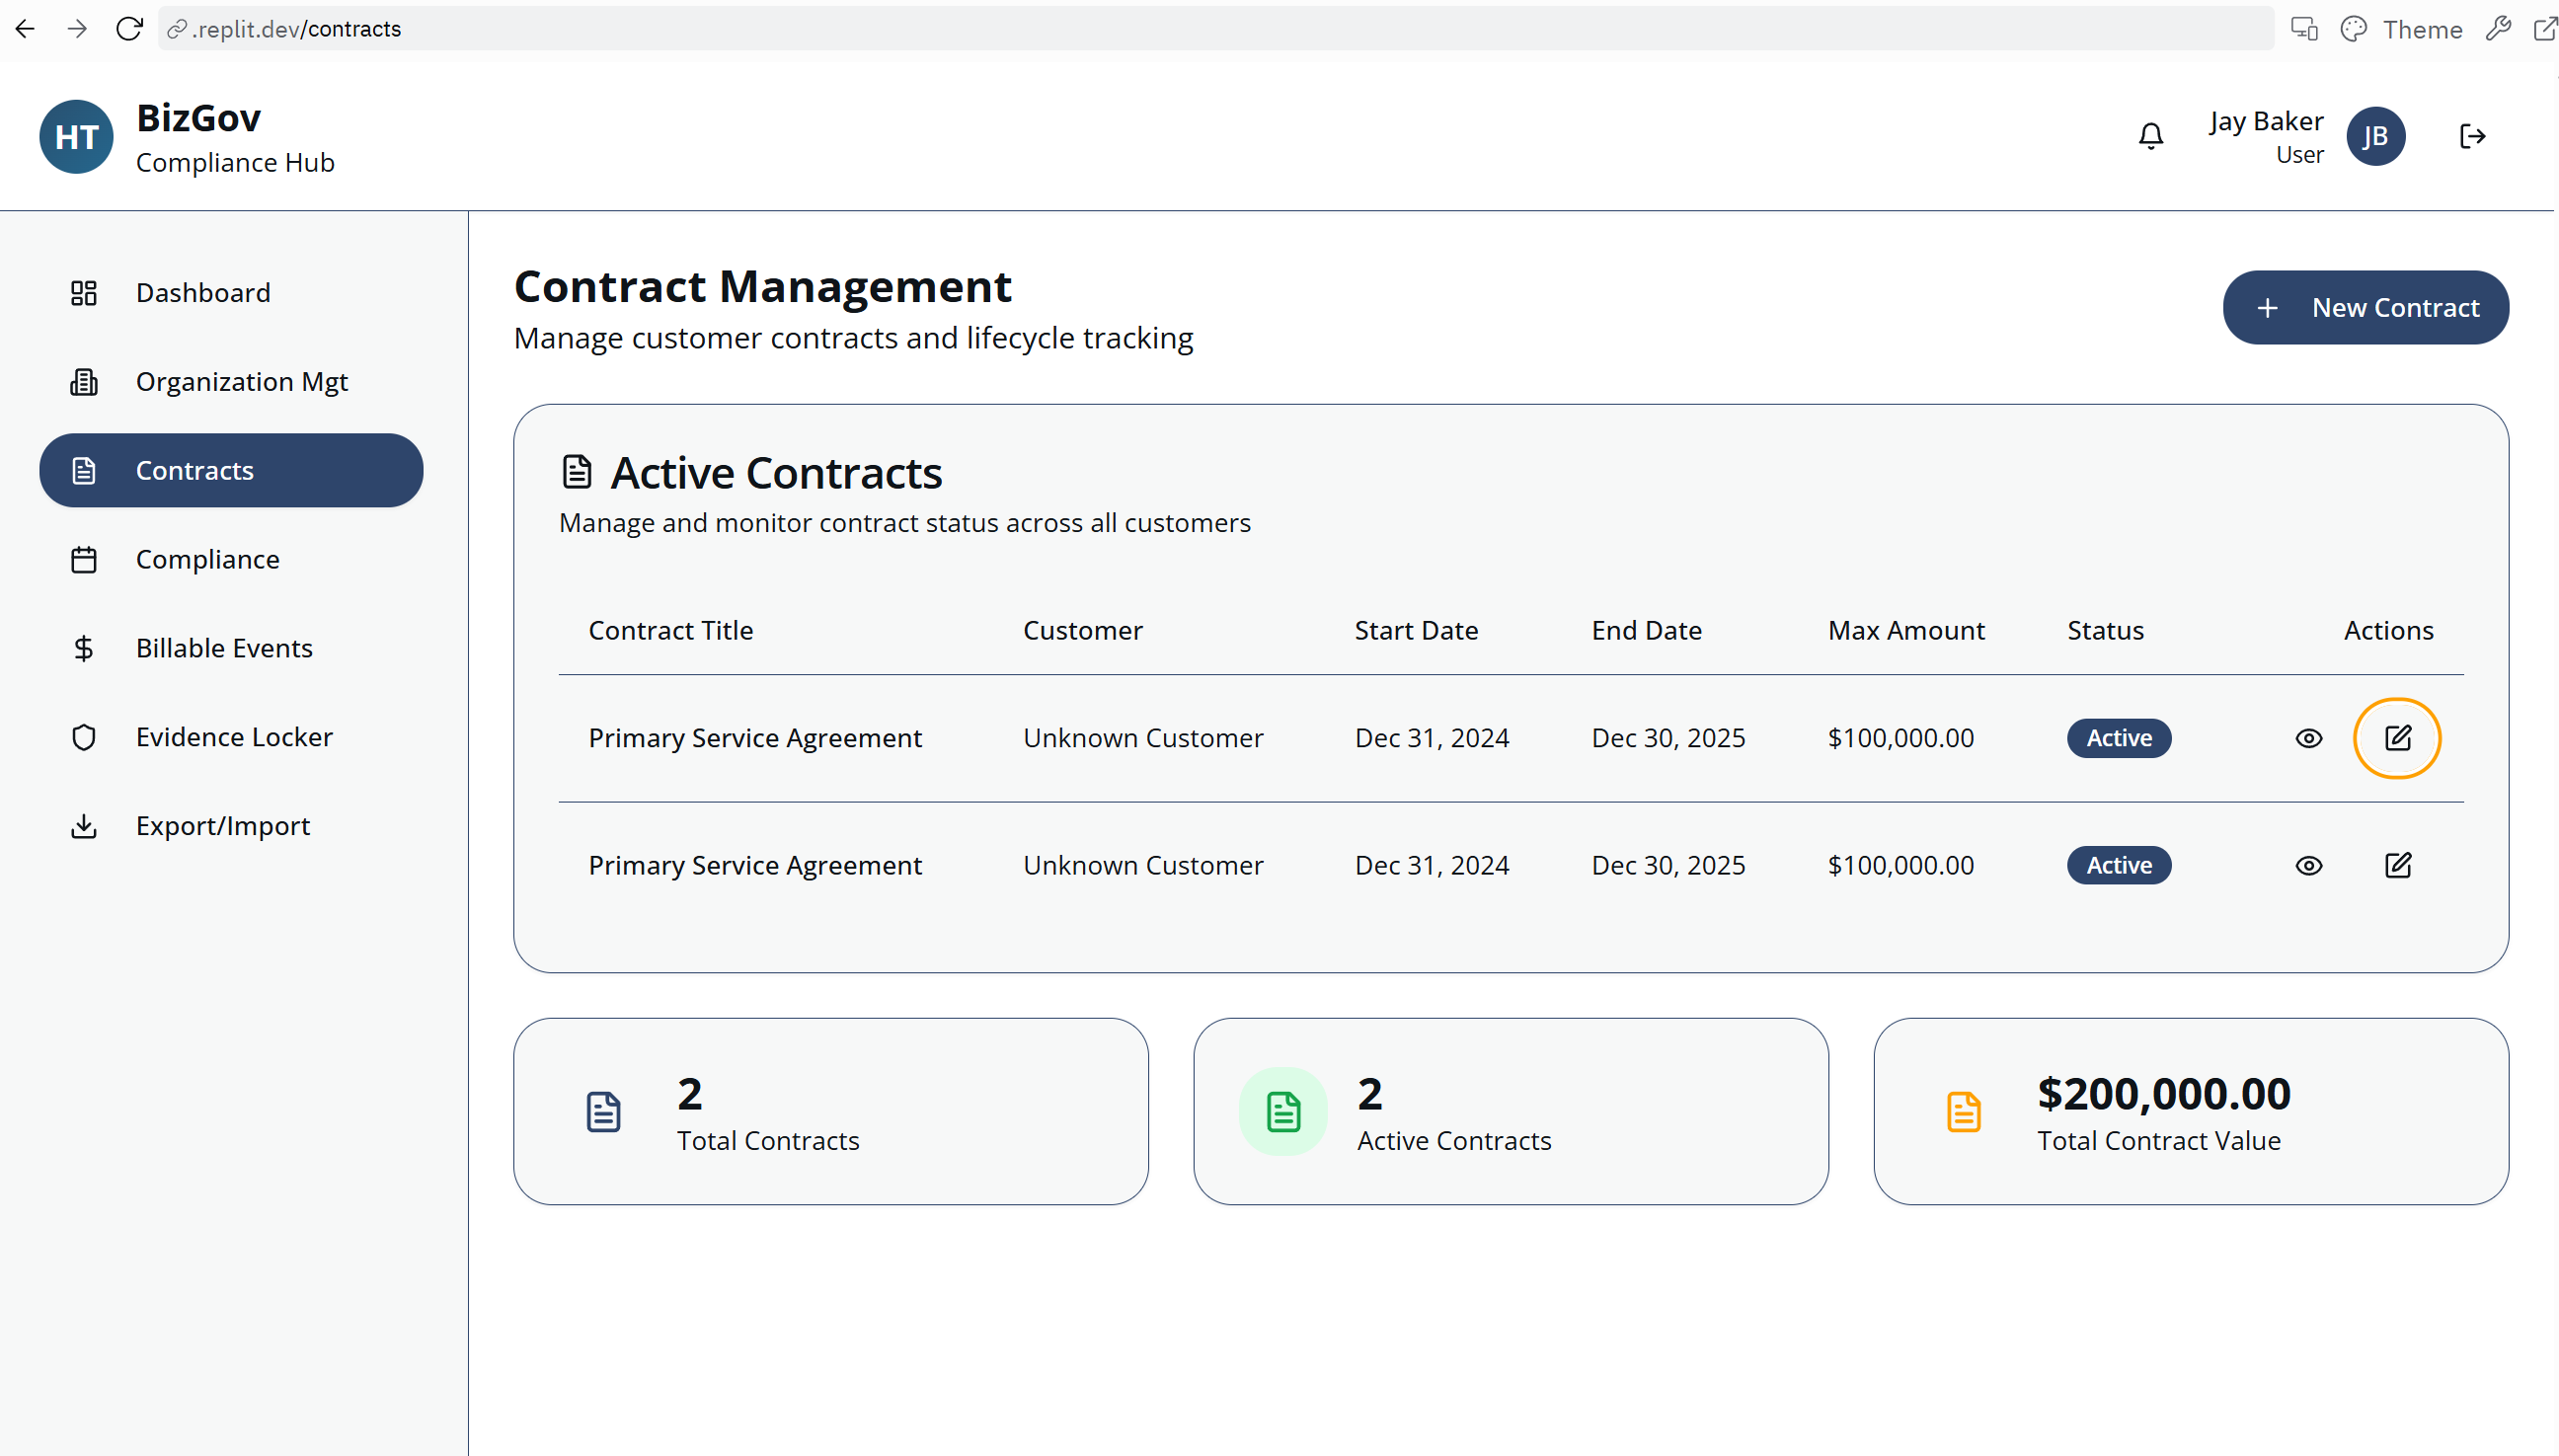 .replit.dev/contracts
Theme
HT
BizGov
Compliance Hub
Jay Baker
User
JB
Dashboard
Organization Mgt
Contracts
Compliance
Billable Events
Evidence Locker
Export/Import
Contract Management
Manage customer contracts and lifecycle tracking
New Contract
Active Contracts
Manage and monitor contract status across all customers
Contract Title Customer Start Date End Date Max Amount Status Actions
Primary Service Agreement Unknown Customer Dec 31, 2024 Dec 30, 2025 $100,000.00 Active
Primary Service Agreement Unknown Customer Dec 31, 2024 Dec 30, 2025 $100,000.00 Active
2
Total Contracts
2
Active Contracts
$200,000.00
Total Contract Value